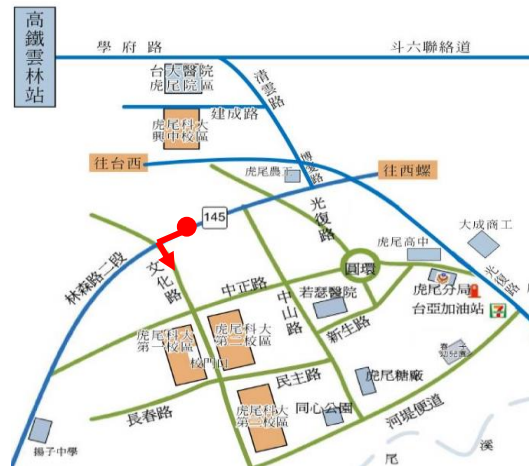 高鐵雲林站
學府路
斗六聯絡道
台大醫院
虎尾院區
清雲路
建成路
虎尾科大
興中校區
博愛路
往台西
虎尾農工
往西螺
145
光復路
大成商工
林森路二段
文化路
圓環
虎尾高中
光復路
中正路
中山路
若瑟醫院
虎尾分局
台亞加油站
虎尾科大
第一校區
校門口
虎尾科大
第二校區
新生路
民主路
虎尾糖廠
長春路
虎尾科大
第三校區
同心公園
河堤便道
揚子中學
尾
溪